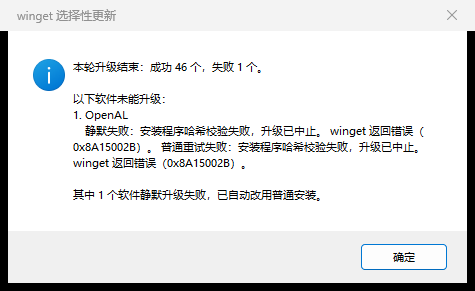 winget 选择性更新
本轮升级结束：成功 46 个，失败 1 个。
以下软件未能升级：
1. OpenAL
静默失败：安装程序哈希校验失败，升级已中止。 winget 返回错误（
0x8A15002B）。 普通重试失败：安装程序哈希校验失败，升级已中止。
winget 返回错误（0x8A15002B）。
其中 1 个软件静默升级失败，已自动改用普通安装。
确定